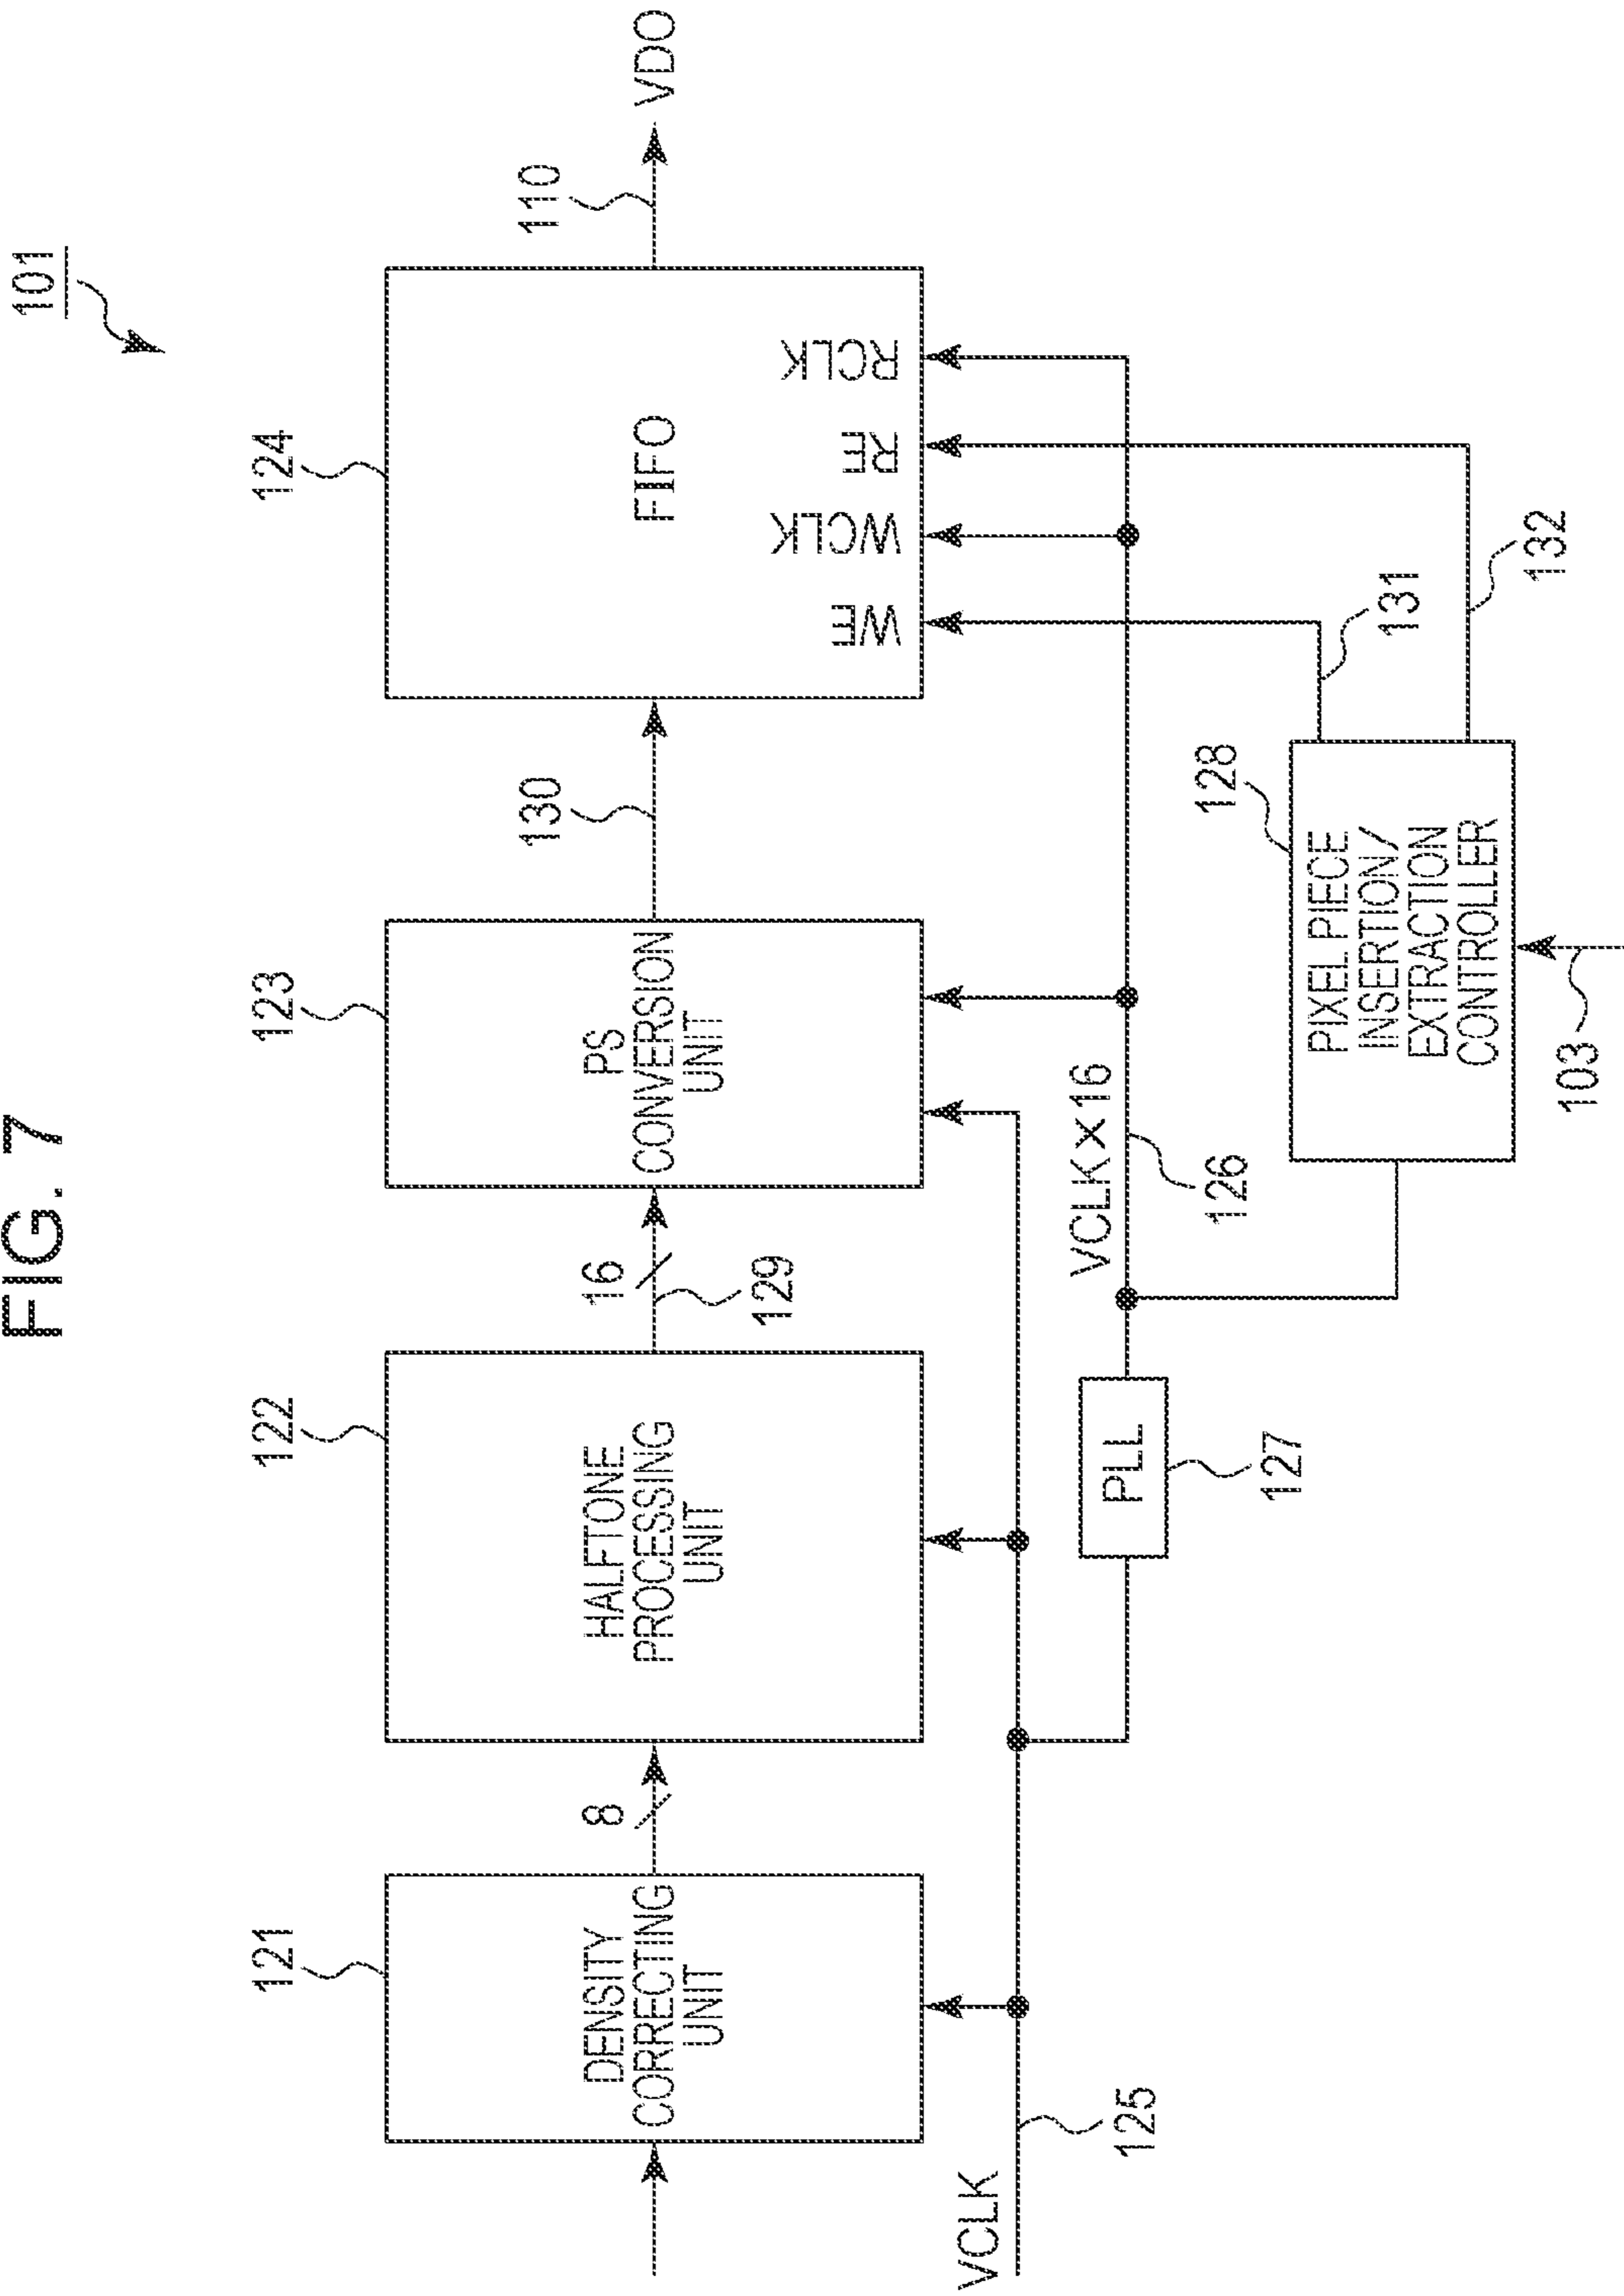 FIG. 7
101
121
122
123
124
DENSITY
CORRECTING
UNIT
8
HALFTONE
PROCESSING
UNIT
16
129
PS
CONVERSION
UNIT
130
FIFO
WE
WCLK
RE
RCLK
110
VDO
VCLK
125
PLL
127
VCLK×16
126
PIXEL PIECE
INSERTION/
EXTRACTION
CONTROLLER
128
103
131
132